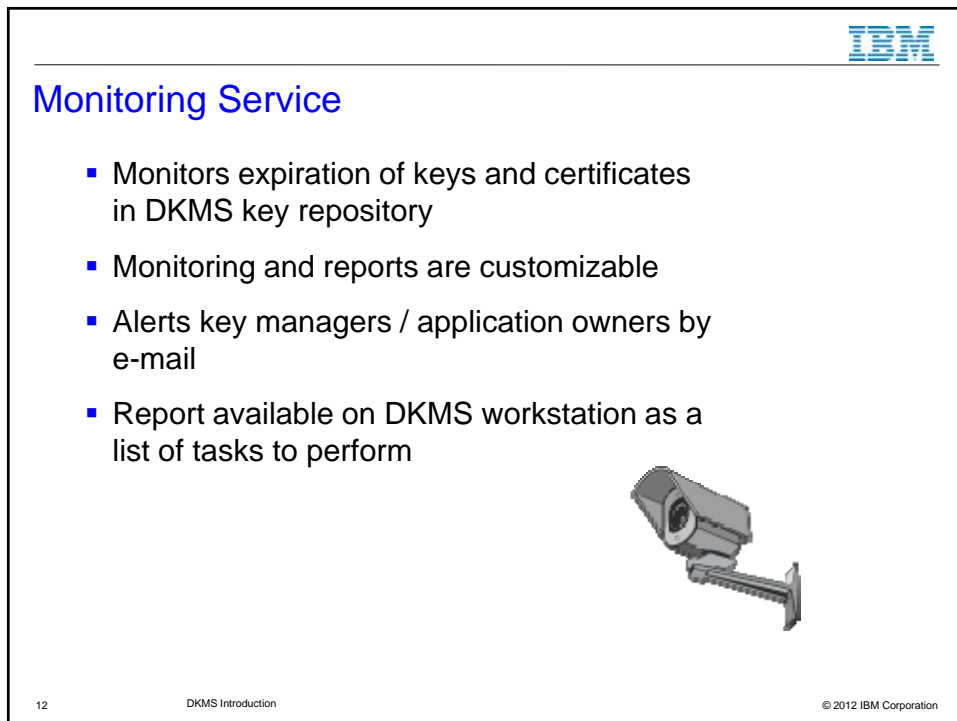 IBM
Monitoring Service
▪ Monitors expiration of keys and certificates
in DKMS key repository
▪ Monitoring and reports are customizable
▪ Alerts key managers / application owners by
e-mail
▪ Report available on DKMS workstation as a
list of tasks to perform
12 DKMS Introduction © 2012 IBM Corporation